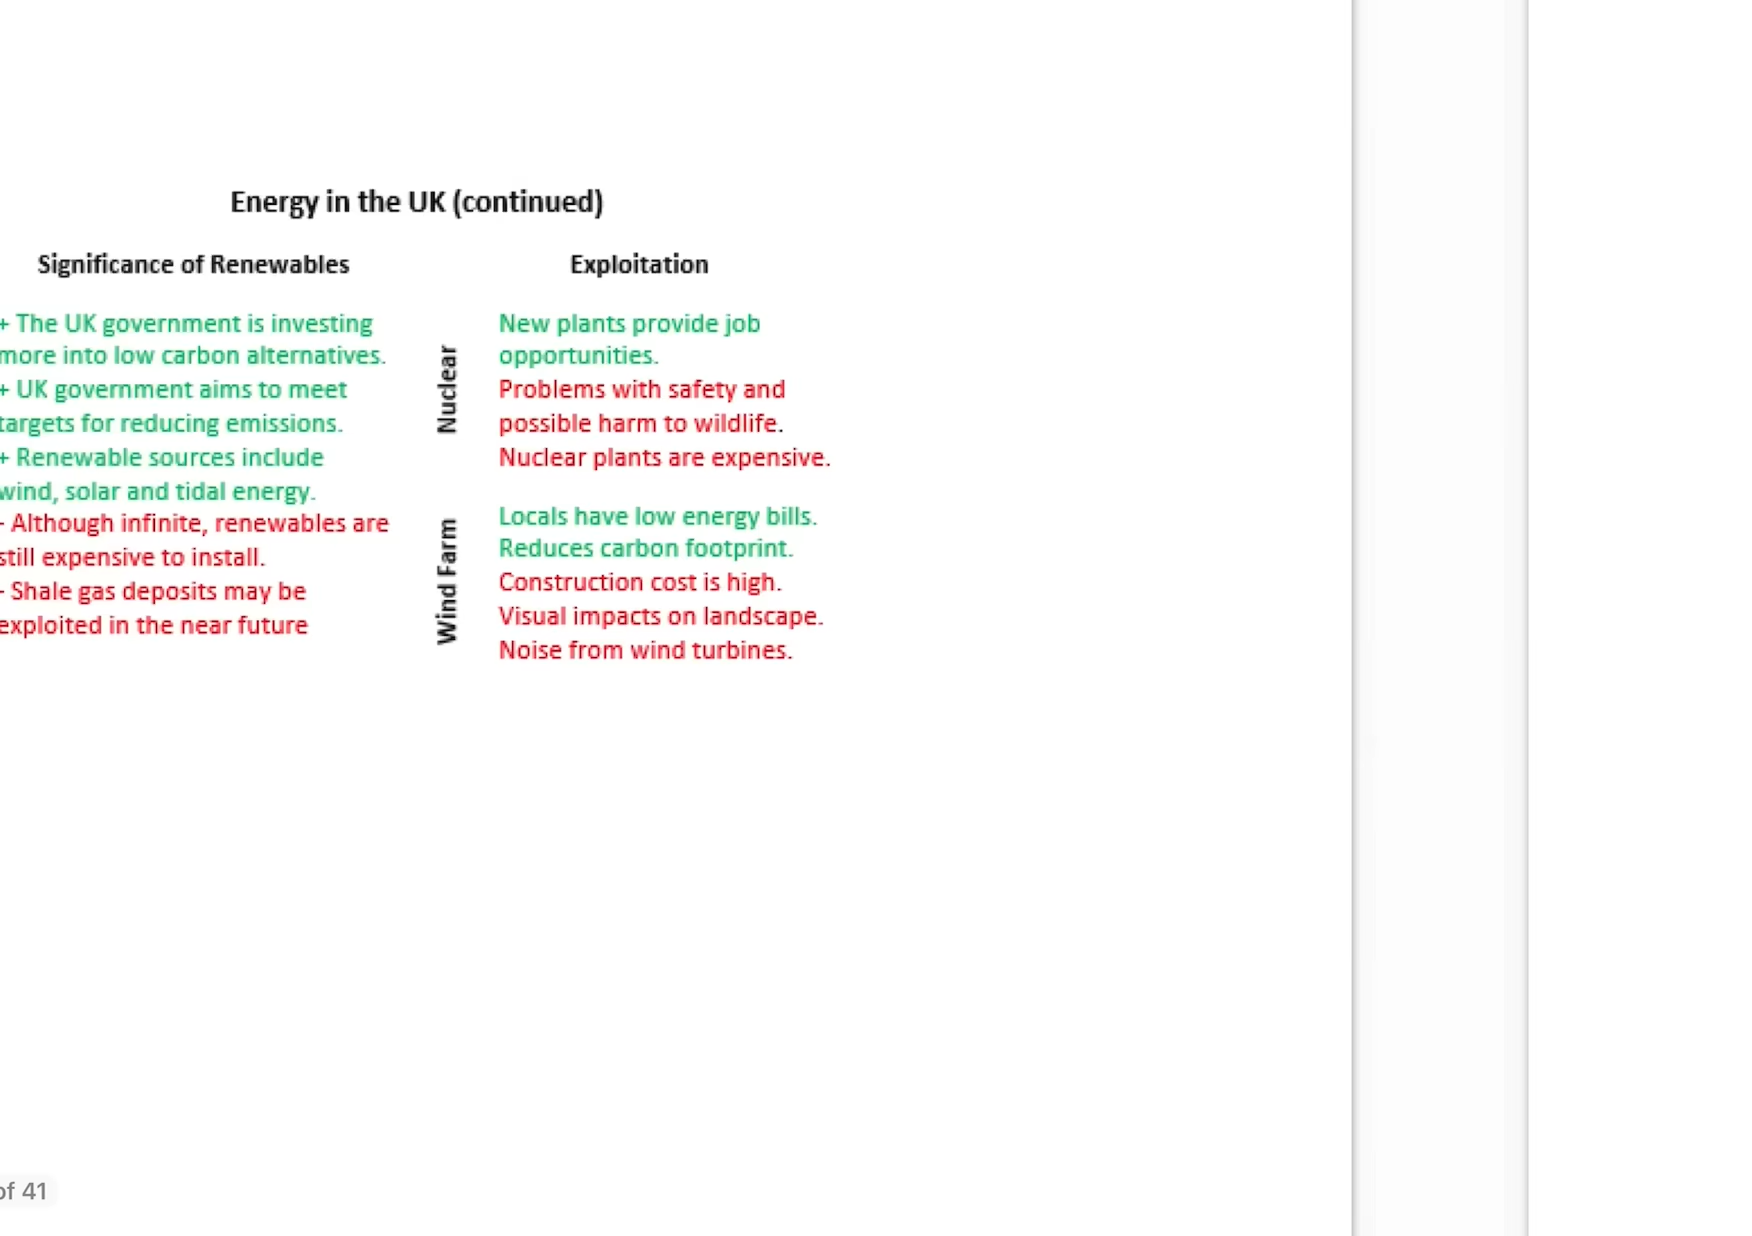 Energy in the UK (continued)
Significance of Renewables
+ The UK government is investing
more into low carbon alternatives.
+ UK government aims to meet
targets for reducing emissions.
+ Renewable sources include
wind, solar and tidal energy.
- Although infinite, renewables are
still expensive to install.
- Shale gas deposits may be
exploited in the near future
Exploitation
Nuclear
New plants provide job
opportunities.
Problems with safety and
possible harm to wildlife.
Nuclear plants are expensive.
Wind Farm
Locals have low energy bills.
Reduces carbon footprint.
Construction cost is high.
Visual impacts on landscape.
Noise from wind turbines.
of 41